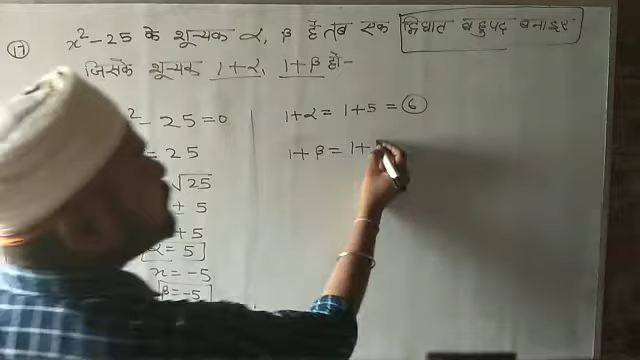 (17) x² - 25 के शून्यक α, β हैं तब एक द्विघात बहुपद बनाइए
जिसके शून्यक 1+α, 1+β हो-
² - 25 = 0
= 25
√25
± 5
+ 5
α = 5
x = -5
β = -5
1+α = 1+5 = 6
1+β = 1+